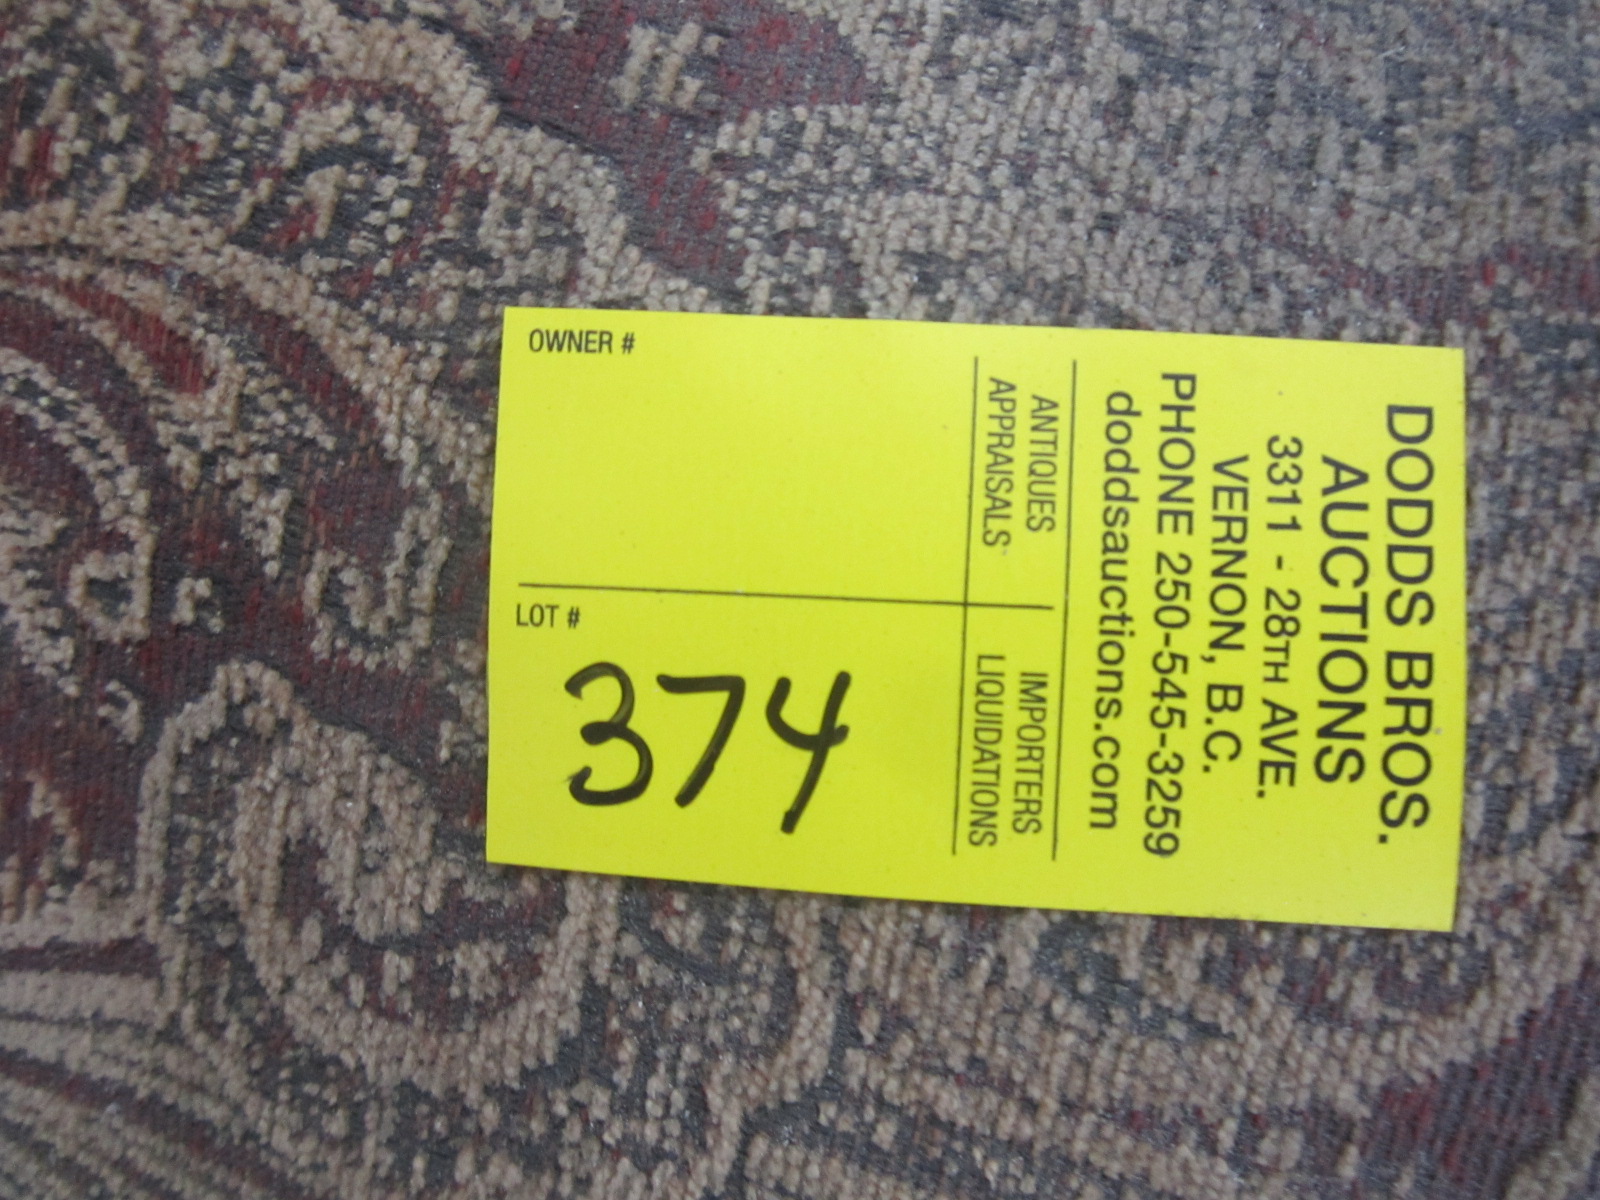 DODDS BROS.
AUCTIONS
3311 - 28TH AVE.
VERNON, B.C.
PHONE 250-545-3259
doddsauctions.com
ANTIQUES IMPORTERS
APPRAISALS LIQUIDATIONS
OWNER #
LOT #
374